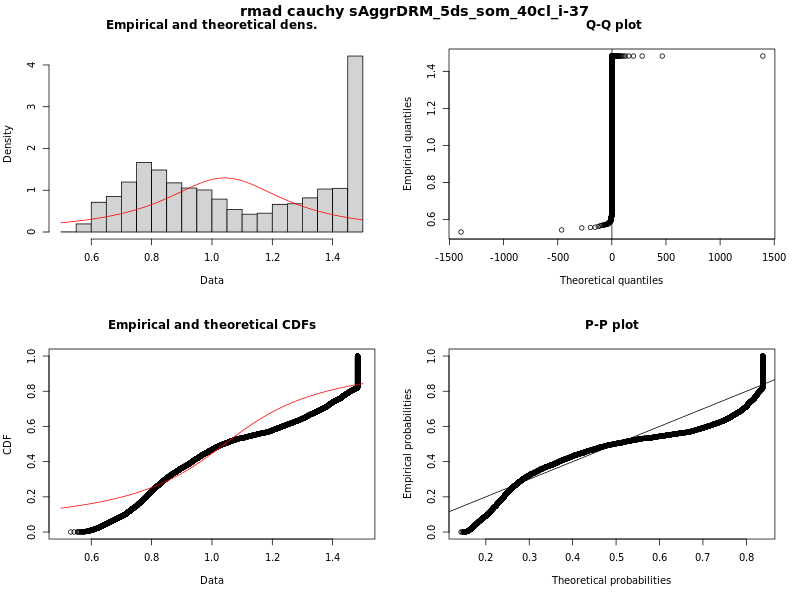 rmad cauchy sAggrDRM_5ds_som_40cl_i-37
Empirical and theoretical dens.
Density
0 1 2 3 4
0.6 0.8 1.0 1.2 1.4
Data
Q-Q plot
Empirical quantiles
0.6 0.8 1.0 1.2 1.4
-1500 -1000 -500 0 500 1000 1500
Theoretical quantiles
Empirical and theoretical CDFs
CDF
0.0 0.2 0.4 0.6 0.8 1.0
0.6 0.8 1.0 1.2 1.4
Data
P-P plot
Empirical probabilities
0.0 0.2 0.4 0.6 0.8 1.0
0.2 0.3 0.4 0.5 0.6 0.7 0.8
Theoretical probabilities